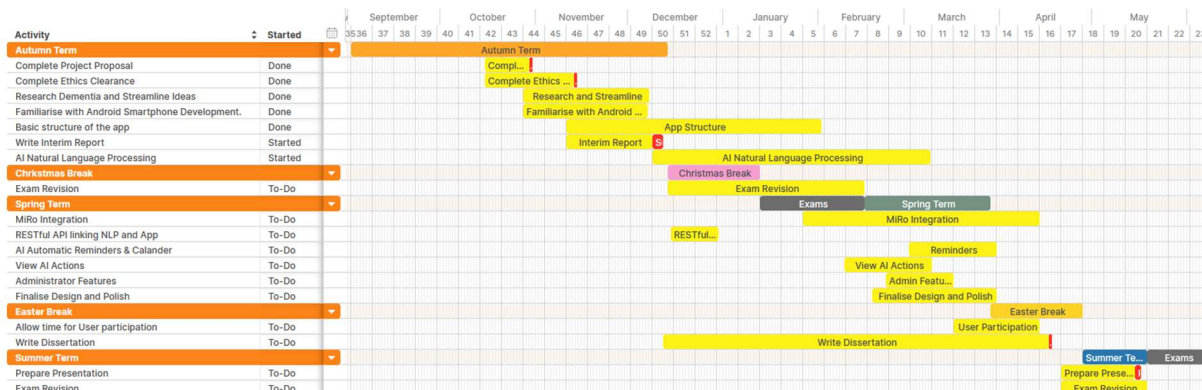 September October November December January February March April May
Activity Started 35 36 37 38 39 40 41 42 43 44 45 46 47 48 49 50 51 52 1 2 3 4 5 6 7 8 9 10 11 12 13 14 15 16 17 18 19 20 21 22
Autumn Term Autumn Term
Complete Project Proposal Done Compl...
Complete Ethics Clearance Done Complete Ethics ...
Research Dementia and Streamline Ideas Done Research and Streamline
Familiarise with Android Smartphone Development. Done Familiarise with Android ...
Basic structure of the app Done App Structure
Write Interim Report Started Interim Report S
AI Natural Language Processing Started AI Natural Language Processing
Chrkstmas Break Christmas Break
Exam Revision To-Do Exam Revision
Spring Term Exams Spring Term
MiRo Integration To-Do MiRo Integration
RESTful API linking NLP and App To-Do RESTful...
AI Automatic Reminders & Calander To-Do Reminders
View AI Actions To-Do View AI Actions
Administrator Features To-Do Admin Featu...
Finalise Design and Polish To-Do Finalise Design and Polish
Easter Break Easter Break
Allow time for User participation To-Do User Participation
Write Dissertation To-Do Write Dissertation
Summer Term Summer Te... Exams
Prepare Presentation To-Do Prepare Prese...
Exam Revision To-Do Exam Revision